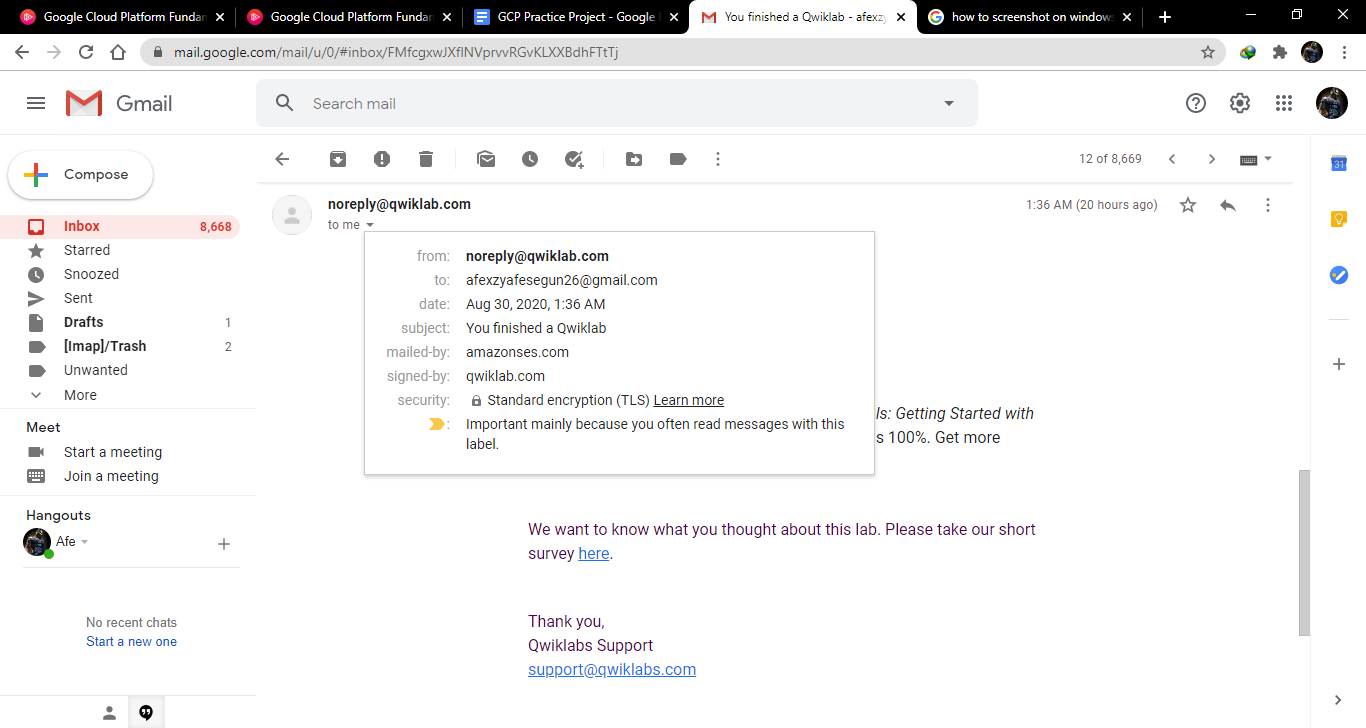 Google Cloud Platform Fundam
Google Cloud Platform Fundam
GCP Practice Project - Google
You finished a Qwiklab - afexzy
how to screenshot on windows
mail.google.com/mail/u/0/#inbox/FMfcgxwJXflNVprvvRGvKLXXBdhFTtTj
Gmail
Search mail
Compose
12 of 8,669
31
Inbox 8,668
Starred
Snoozed
Sent
Drafts 1
[Imap]/Trash 2
Unwanted
More
Meet
Start a meeting
Join a meeting
Hangouts
Afe
No recent chats
Start a new one
noreply@qwiklab.com
1:36 AM (20 hours ago)
to me
from: noreply@qwiklab.com
to: afexzyafesegun26@gmail.com
date: Aug 30, 2020, 1:36 AM
subject: You finished a Qwiklab
mailed-by: amazonses.com
signed-by: qwiklab.com
security: Standard encryption (TLS) Learn more
: Important mainly because you often read messages with this
label.
ls: Getting Started with
s 100%. Get more
We want to know what you thought about this lab. Please take our short
survey here.
Thank you,
Qwiklabs Support
support@qwiklabs.com